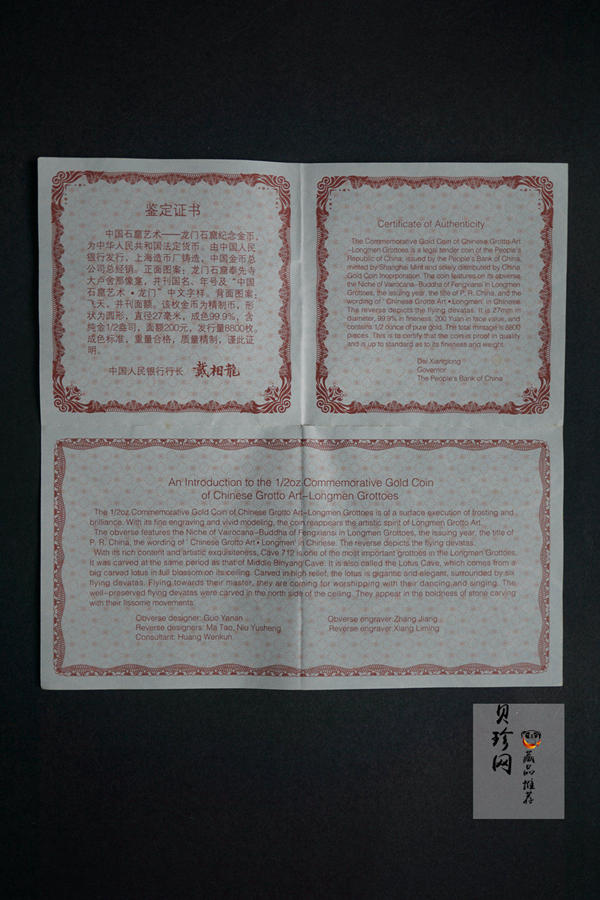 鉴定证书
中国石窟艺术——龙门石窟纪念金币，
为中华人民共和国法定货币。由中国人民
银行发行，上海造币厂铸造，中国金币总
公司总经销。正面图案：龙门石窟奉先寺
大卢舍那像龛，并刊国名、年号及“中国
石窟艺术·龙门”中文字样。背面图案：
飞天，并刊面额。该枚金币为精制币，形
状为圆形，直径27毫米，成色99.9%，含
纯金1/2盎司，面额200元，发行量8800枚。
成色标准，重量合格，质量精制，谨此证
明。
中国人民银行行长 戴相龍
Certificate of Authenticity
The Commemorative Gold Coin of Chinese Grotto Art
-Longmen Grottoes is a legal tender coin of the People's
Republic of China, issued by the People's Bank of China,
minted by Shanghai Mint and solely distributed by China
Gold Coin Incorporation. The coin features on its obverse
the Niche of Vairocana-Buddha of Fengxiansi in Longmen
Grottoes, the issuing year, the title of P. R. China, and the
wording of "Chinese Grotto Art • Longmen" in Chinese.
The reverse depicts the flying devatas. It is 27mm in
diameter, 99.9% in fineness, 200 Yuan in face value, and
contains 1/2 ounce of pure gold. The total mintage is 8800
pieces. This is to certify that the coin is proof in quality
and is up to standard as to its fineness and weight.
Dai Xianglong
Governor
The People's Bank of China
An Introduction to the 1/2oz Commemorative Gold Coin
of Chinese Grotto Art-Longmen Grottoes
The 1/2oz Commemorative Gold Coin of Chinese Grotto Art-Longmen Grottoes is of a surface execution of frosting and
brilliance. With its fine engraving and vivid modeling, the coin reappears the artistic spirit of Longmen Grotto Art.
The obverse features the Niche of Vairocana-Buddha of Fengxiansi in Longmen Grottoes, the issuing year, the title of
P. R. China, the wording of "Chinese Grotto Art • Longmen" in Chinese. The reverse depicts the flying devatas.
With its rich content and artistic exquisiteness, Cave 712 is one of the most important grottoes in the Longmen Grottoes.
It was carved at the same period as that of Middle Binyang Cave. It is also called the Lotus Cave, which comes from a
big carved lotus in full blossom on its ceiling. Carved in high relief, the lotus is gigantic and elegant, surrounded by six
flying devatas. Flying towards their master, they are coming for worshipping with their dancing and singing. The
well-preserved flying devatas were carved in the north side of the ceiling. They appear in the boldness of stone carving
with their lissome movements.
Obverse designer: Guo Yanan
Reverse designers: Ma Tao, Niu Yusheng
Consultant: Huang Wenkun
Obverse engraver: Zhang Jiang
Reverse engraver: Xiang Liming
贝珍网
藏品推荐